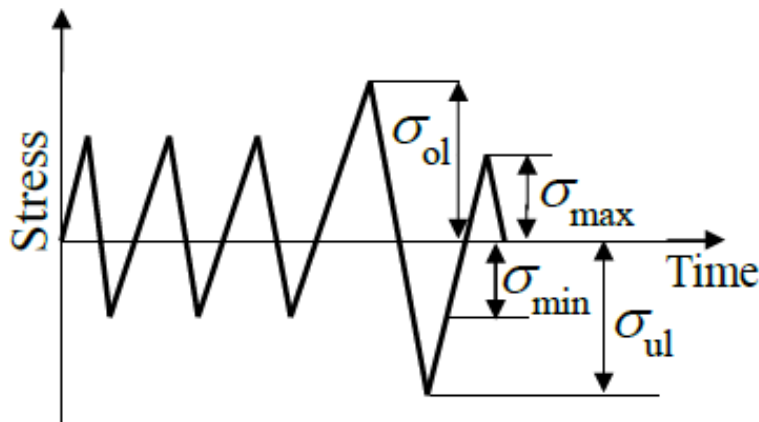 Stress
σol
σmax
σmin
σul
Time